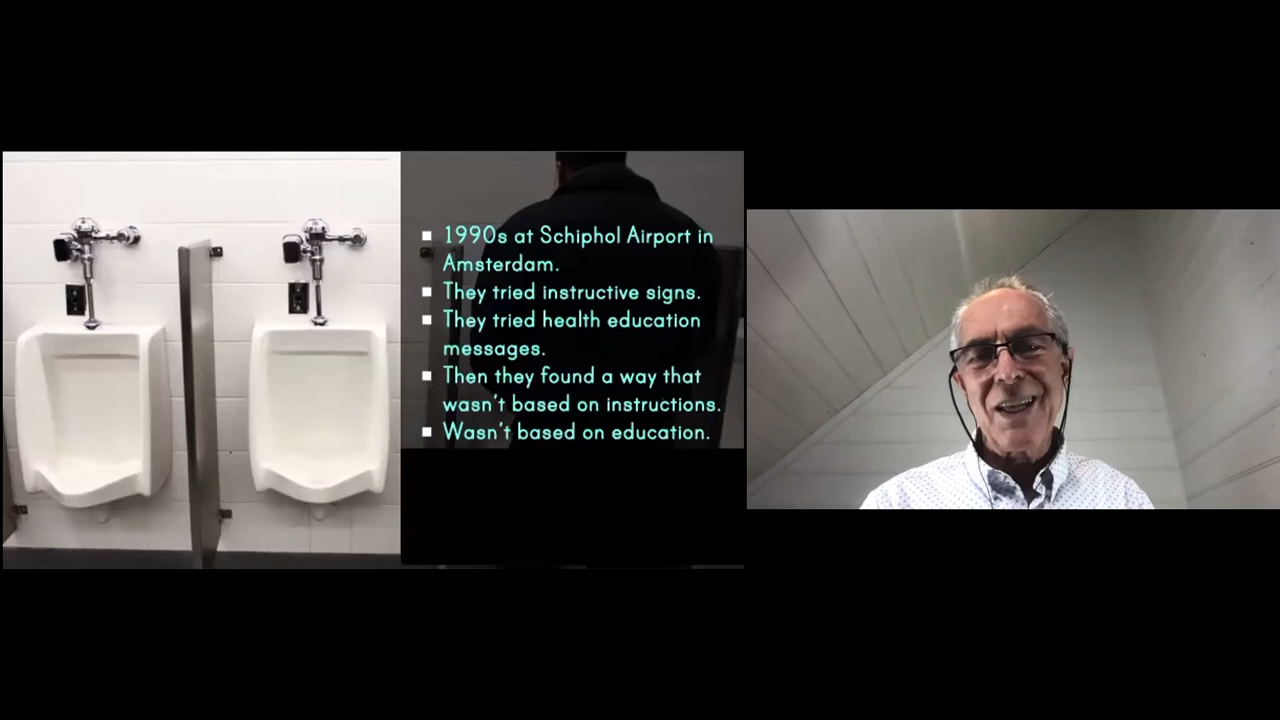 1990s at Schiphol Airport in
Amsterdam.
They tried instructive signs.
They tried health education
messages.
Then they found a way that
wasn't based on instructions.
Wasn't based on education.